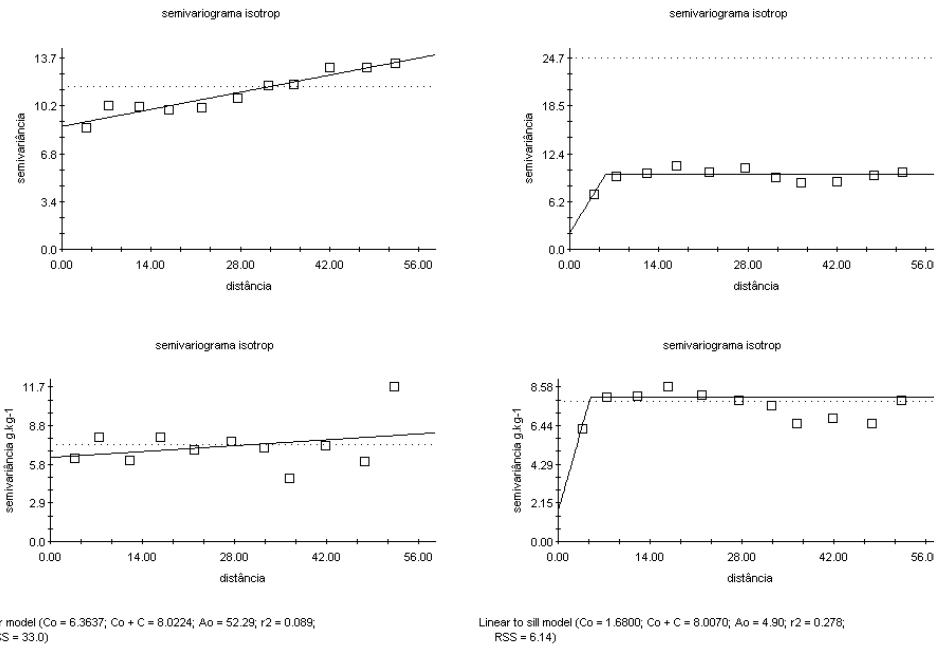 semivariograma isotrop
semivariograma isotrop
13.7
10.2
6.8
3.4
0.0
semivariância
0.00 14.00 28.00 42.00 56.00
distância
24.7
18.5
12.4
6.2
0.0
semivariância
0.00 14.00 28.00 42.00 56.0
distância
semivariograma isotrop
semivariograma isotrop
11.7
8.8
5.8
2.9
0.0
semivariância g.kg-1
0.00 14.00 28.00 42.00 56.00
distância
8.58
6.44
4.29
2.15
0.00
semivariância g.kg-1
0.00 14.00 28.00 42.00 56.0
distância
r model (Co = 6.3637; Co + C = 8.0224; Ao = 52.29; r2 = 0.089;
SS = 33.0)
Linear to sill model (Co = 1.6800; Co + C = 8.0070; Ao = 4.90; r2 = 0.278;
RSS = 6.14)